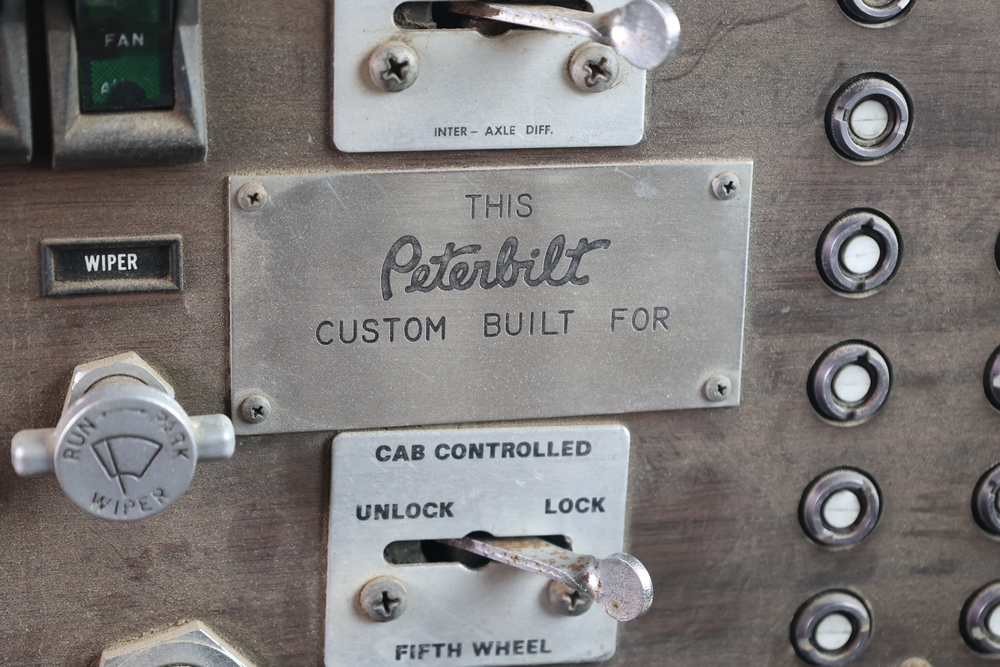 FAN
INTER – AXLE DIFF.
THIS
Peterbilt
CUSTOM BUILT FOR
WIPER
RUN PARK
WIPER
CAB CONTROLLED
UNLOCK LOCK
FIFTH WHEEL